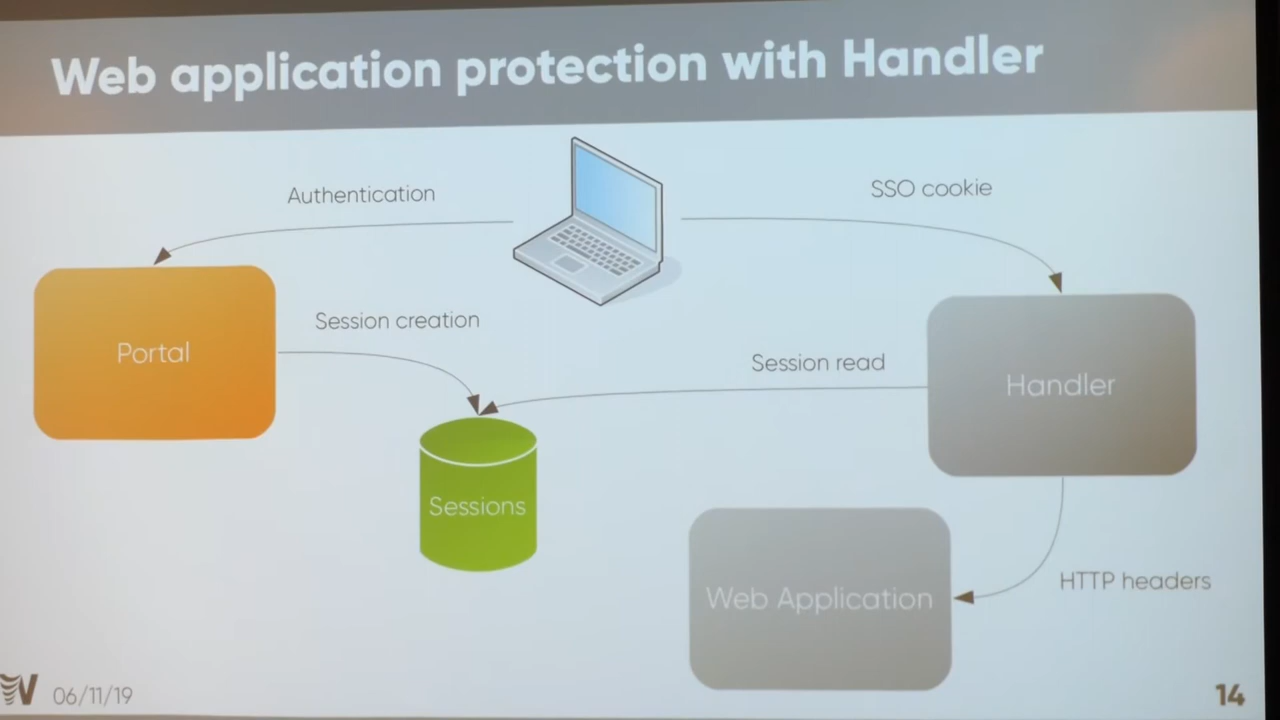 Web application protection with Handler
Authentication
SSO cookie
Portal
Session creation
Session read
Handler
Sessions
Web Application
HTTP headers
06/11/19
14